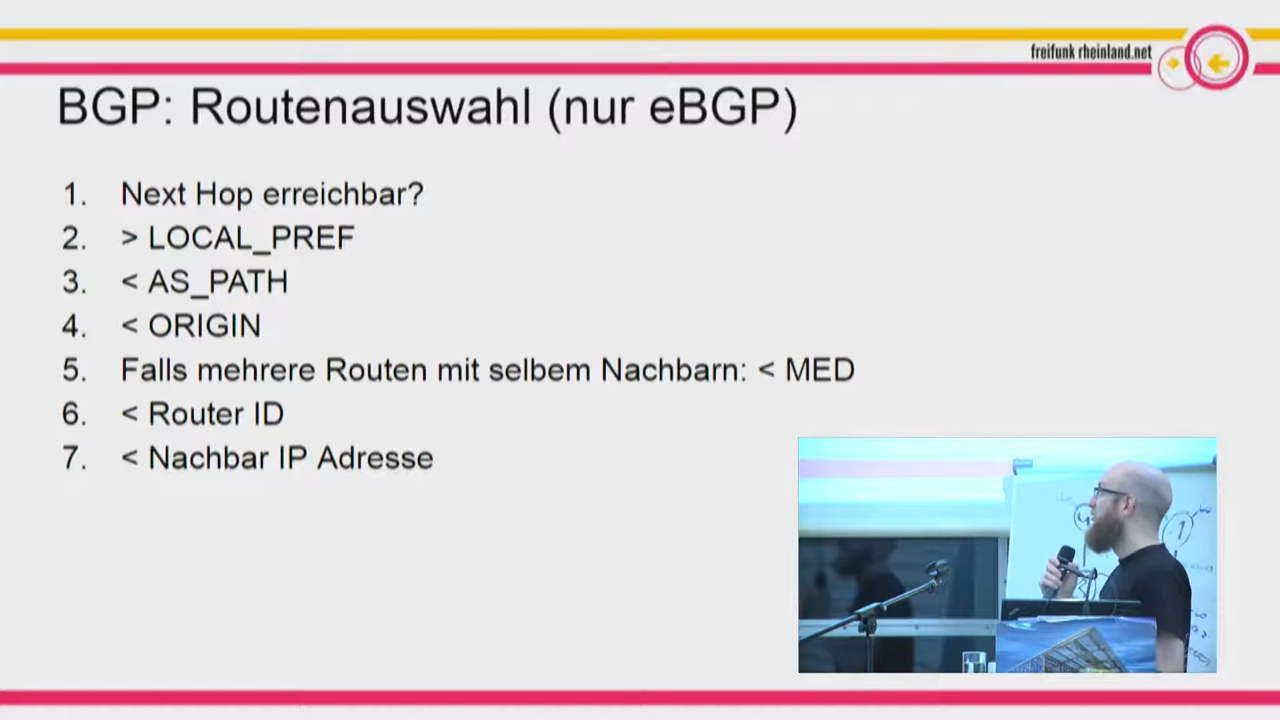 freifunk rheinland.net
BGP: Routenauswahl (nur eBGP)
1. Next Hop erreichbar?
2. > LOCAL_PREF
3. < AS_PATH
4. < ORIGIN
5. Falls mehrere Routen mit selbem Nachbarn: < MED
6. < Router ID
7. < Nachbar IP Adresse